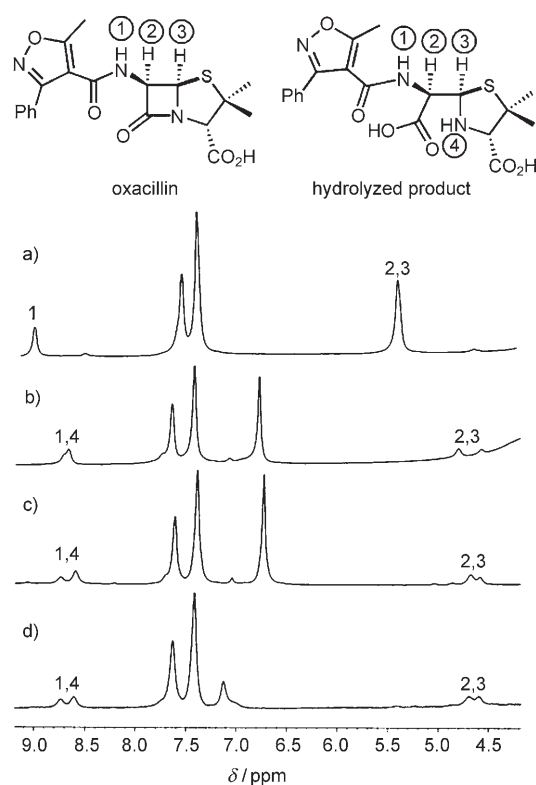 ① ② ③
H H H
N
O
N
Ph
O
S
O
N
CO₂H
oxacillin
① ② ③
H H H
N
O
N
Ph
O
S
HO
O
HN
④
CO₂H
hydrolyzed product
a)
1
2,3
b)
1,4
2,3
c)
1,4
2,3
d)
1,4
2,3
9.0 8.5 8.0 7.5 7.0 6.5 6.0 5.5 5.0 4.5
δ / ppm